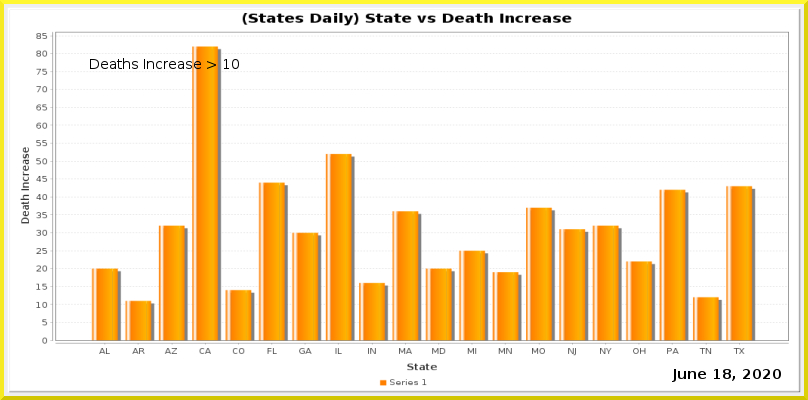 (States Daily) State vs Death Increase
Deaths Increase > 10
Death Increase
85
80
75
70
65
60
55
50
45
40
35
30
25
20
15
10
5
0
AL AR AZ CA CO FL GA IL IN MA MD MI MN MO NJ NY OH PA TN TX
State
Series 1
June 18, 2020